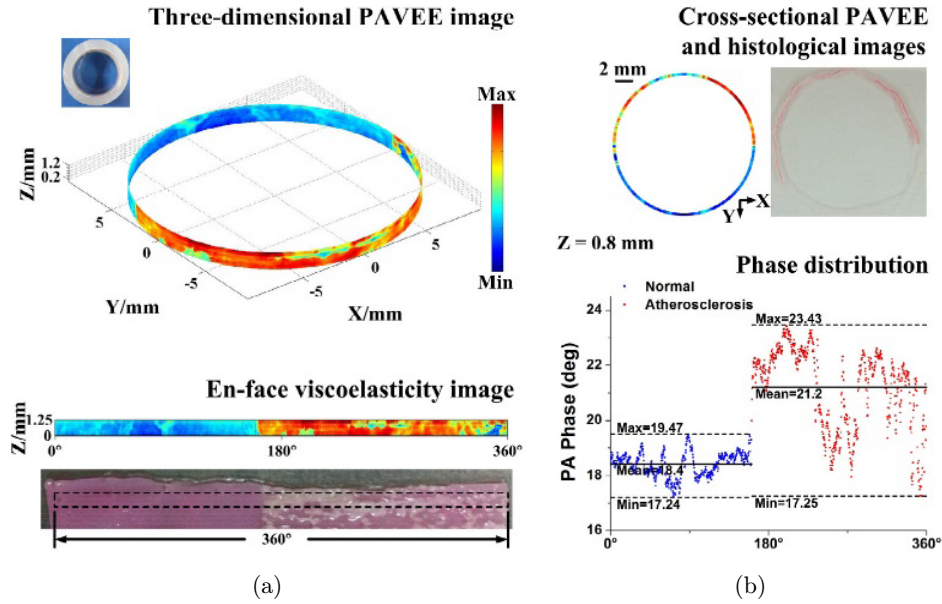 Three-dimensional PAVEE image
Max
Min
Z/mm
1.2
0.2
5
0
-5
Y/mm
-5
0
5
X/mm
En-face viscoelasticity image
Z/mm
1.25
0
0°
180°
360°
360°
(a)
Cross-sectional PAVEE
and histological images
2 mm
X
Y
Z = 0.8 mm
Phase distribution
Normal
Atherosclerosis
PA Phase (deg)
24
22
20
18
16
Max=23.43
Mean=21.2
Max=19.47
Mean=18.4
Min=17.24
Min=17.25
0°
180°
360°
(b)